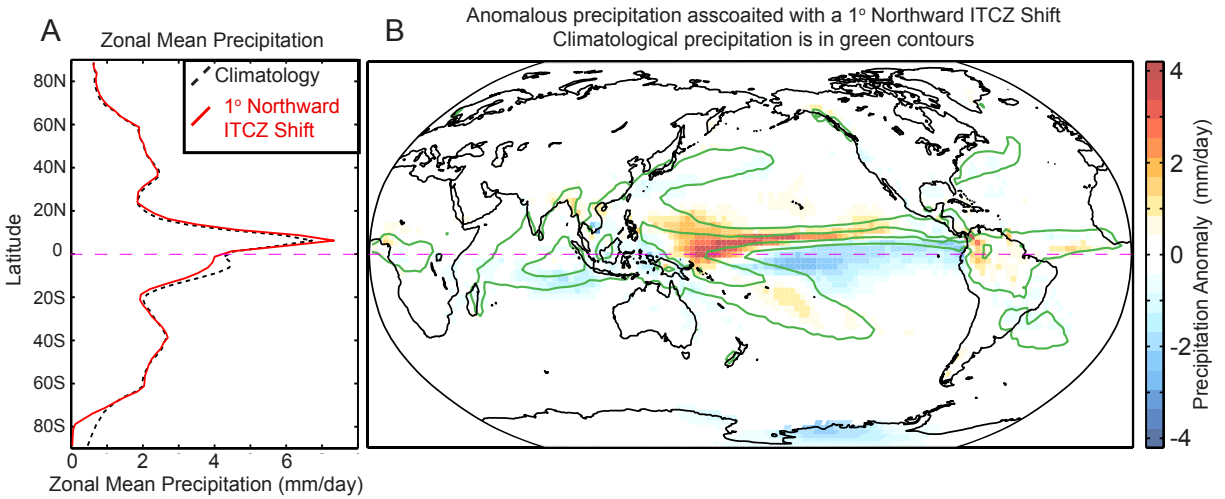 A
Zonal Mean Precipitation
Climatology
1o Northward
ITCZ Shift
80N
60N
40N
20N
0
20S
40S
60S
80S
Latitude
0 2 4 6
Zonal Mean Precipitation (mm/day)
B
Anomalous precipitation asscoaited with a 1o Northward ITCZ Shift
Climatological precipitation is in green contours
4
2
0
-2
-4
Precipitation Anomaly (mm/day)